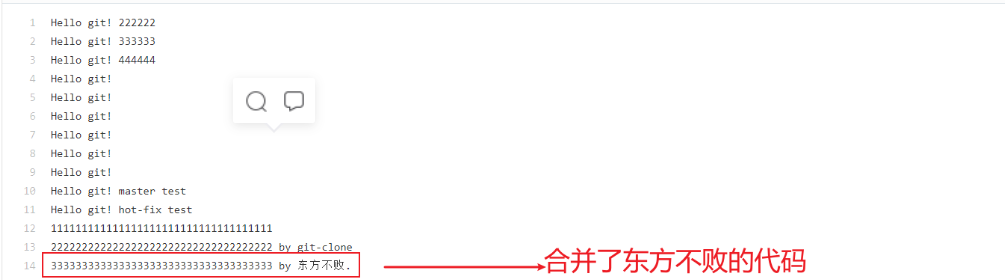 1 Hello git! 222222
2 Hello git! 333333
3 Hello git! 444444
4 Hello git!
5 Hello git!
6 Hello git!
7 Hello git!
8 Hello git!
9 Hello git!
10 Hello git! master test
11 Hello git! hot-fix test
12 111111111111111111111111111111111111
13 222222222222222222222222222222222222 by git-clone
14 333333333333333333333333333333333333 by 东方不败.
合并了东方不败的代码